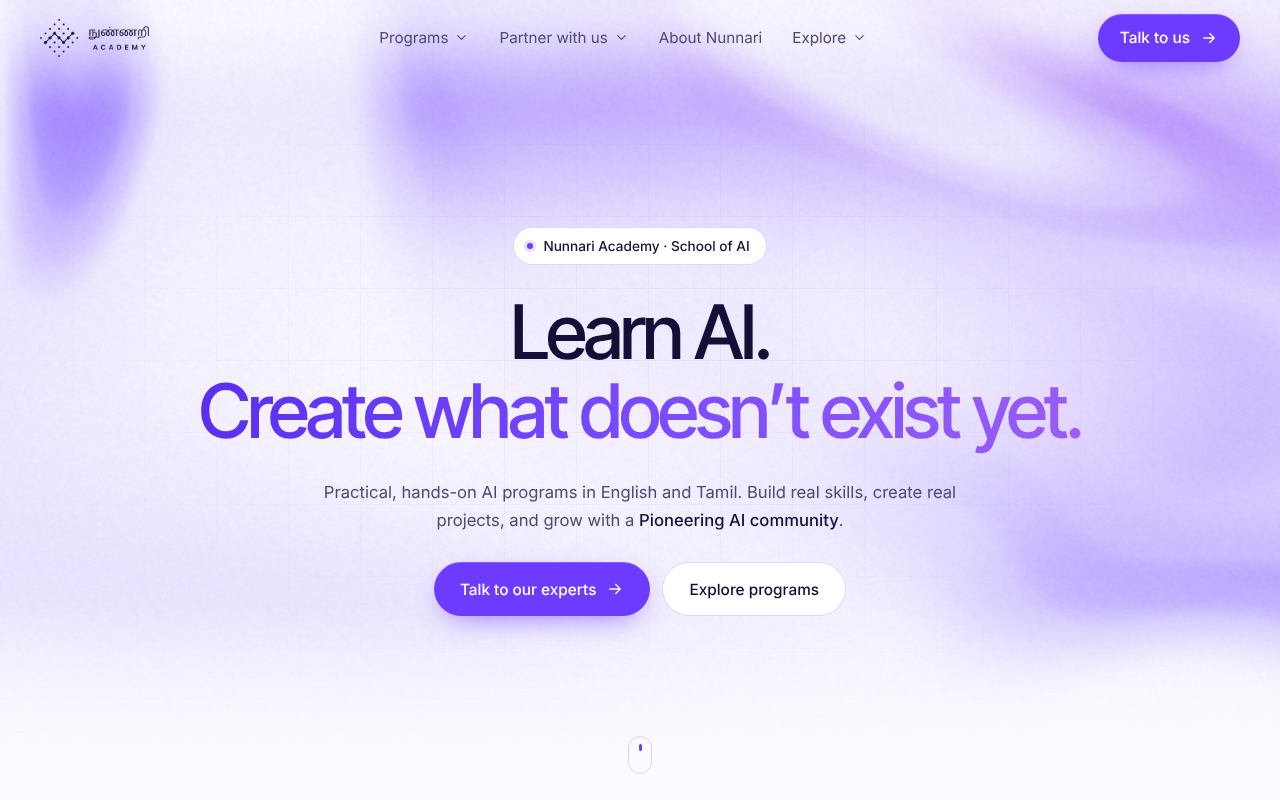 நுண்ணறி
ACADEMY
Programs
Partner with us
About Nunnari
Explore
Talk to us
Nunnari Academy · School of AI
Learn AI.
Create what doesn’t exist yet.
Practical, hands-on AI programs in English and Tamil. Build real skills, create real
projects, and grow with a Pioneering AI community.
Talk to our experts
Explore programs